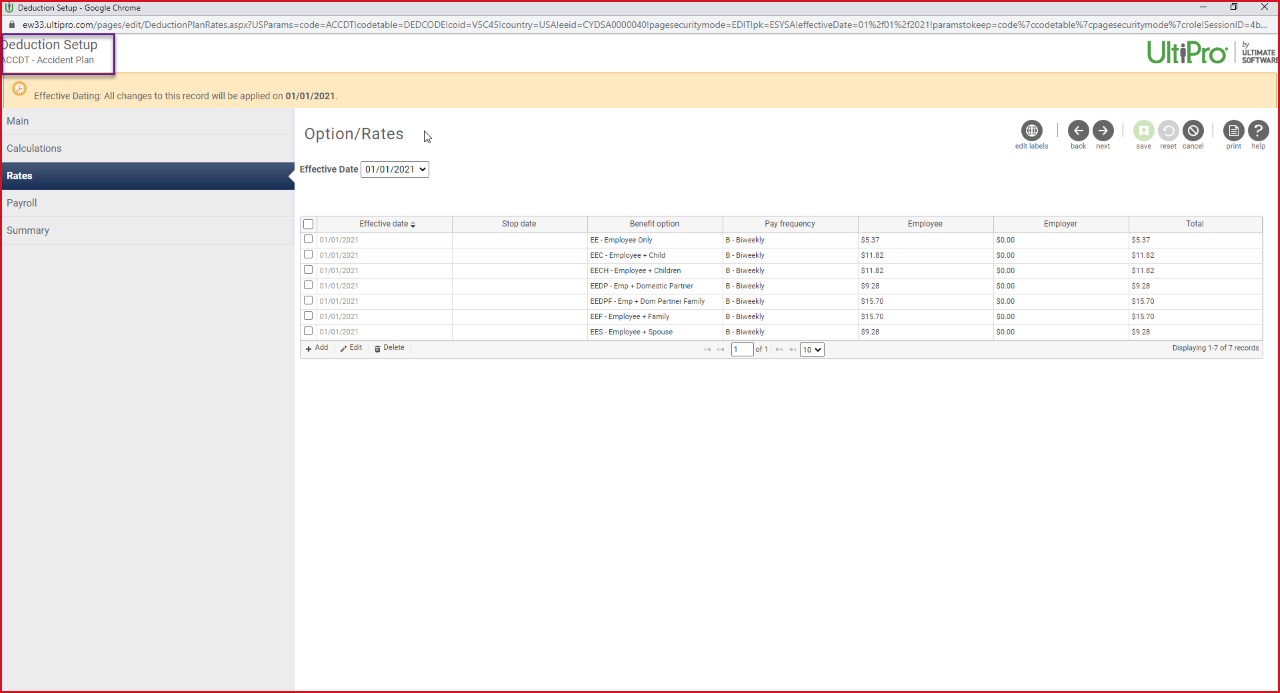 Deduction Setup - Google Chrome
ew33.ultipro.com/pages/edit/DeductionPlanRates.aspx?USParams=code=ACCDT!codetable=DEDCODE!coid=V5C45!country=USA!eeid=CYDSA0000040!pagesecuritymode=EDIT!pk=ESYSA!effectiveDate=01%2f01%2f2021!paramstokeep=code%7ccodetable%7cpagesecuritymode%7crole!SessionID=4b...
Deduction Setup
ACCDT - Accident Plan
UltiPro by ULTIMATE SOFTWARE
Effective Dating: All changes to this record will be applied on 01/01/2021.
Main
Calculations
Rates
Payroll
Summary
Option/Rates
edit labels back next save reset cancel print help
Effective Date 01/01/2021
Effective date Stop date Benefit option Pay frequency Employee Employer Total
01/01/2021 EE - Employee Only B - Biweekly $5.37 $0.00 $5.37
01/01/2021 EEC - Employee + Child B - Biweekly $11.82 $0.00 $11.82
01/01/2021 EECH - Employee + Children B - Biweekly $11.82 $0.00 $11.82
01/01/2021 EEDP - Emp + Domestic Partner B - Biweekly $9.28 $0.00 $9.28
01/01/2021 EEDPF - Emp + Dom Partner Family B - Biweekly $15.70 $0.00 $15.70
01/01/2021 EEF - Employee + Family B - Biweekly $15.70 $0.00 $15.70
01/01/2021 EES - Employee + Spouse B - Biweekly $9.28 $0.00 $9.28
Add Edit Delete 1 of 1 10 Displaying 1-7 of 7 records